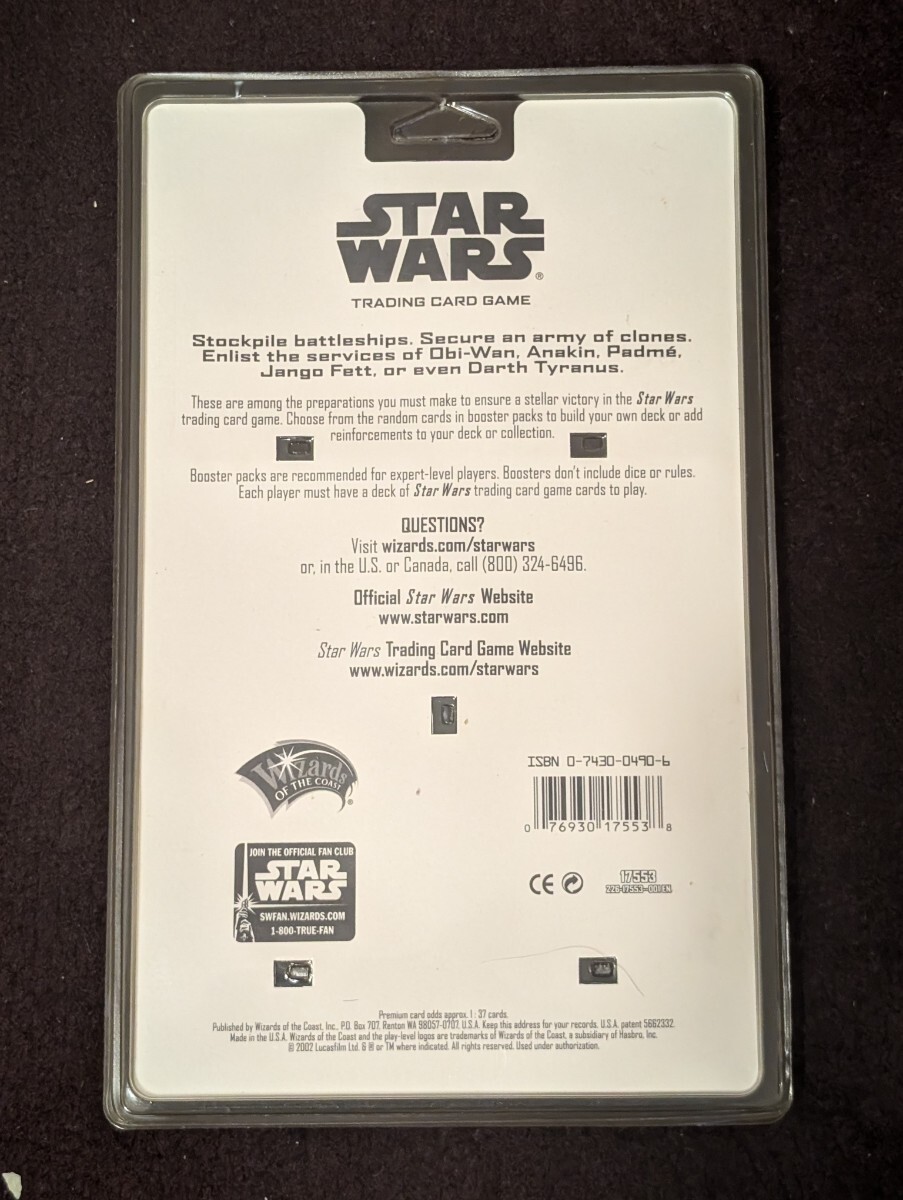 STAR
WARS®
TRADING CARD GAME
Stockpile battleships. Secure an army of clones.
Enlist the services of Obi-Wan, Anakin, Padmé,
Jango Fett, or even Darth Tyranus.
These are among the preparations you must make to ensure a stellar victory in the Star Wars
trading card game. Choose from the random cards in booster packs to build your own deck or add
reinforcements to your deck or collection.
Booster packs are recommended for expert-level players. Boosters don't include dice or rules.
Each player must have a deck of Star Wars trading card game cards to play.
QUESTIONS?
Visit wizards.com/starwars
or, in the U.S. or Canada, call (800) 324-6496.
Official Star Wars Website
www.starwars.com
Star Wars Trading Card Game Website
www.wizards.com/starwars
Wizards
OF THE COAST®
ISBN 0-7430-0490-6
0 76930 17553 8
JOIN THE OFFICIAL FAN CLUB
STAR
WARS
SWFAN.WIZARDS.COM
1-800-TRUE-FAN
CE
17553
226-17553-001EN
Premium card odds approx. 1 : 37 cards.
Published by Wizards of the Coast, Inc., P.O. Box 707, Renton WA 98057-0707, U.S.A. Keep this address for your records. U.S.A. patent 5662332.
Made in the U.S.A. Wizards of the Coast and the play-level logos are trademarks of Wizards of the Coast, a subsidiary of Hasbro, Inc.
© 2002 Lucasfilm Ltd. & ® or TM where indicated. All rights reserved. Used under authorization.